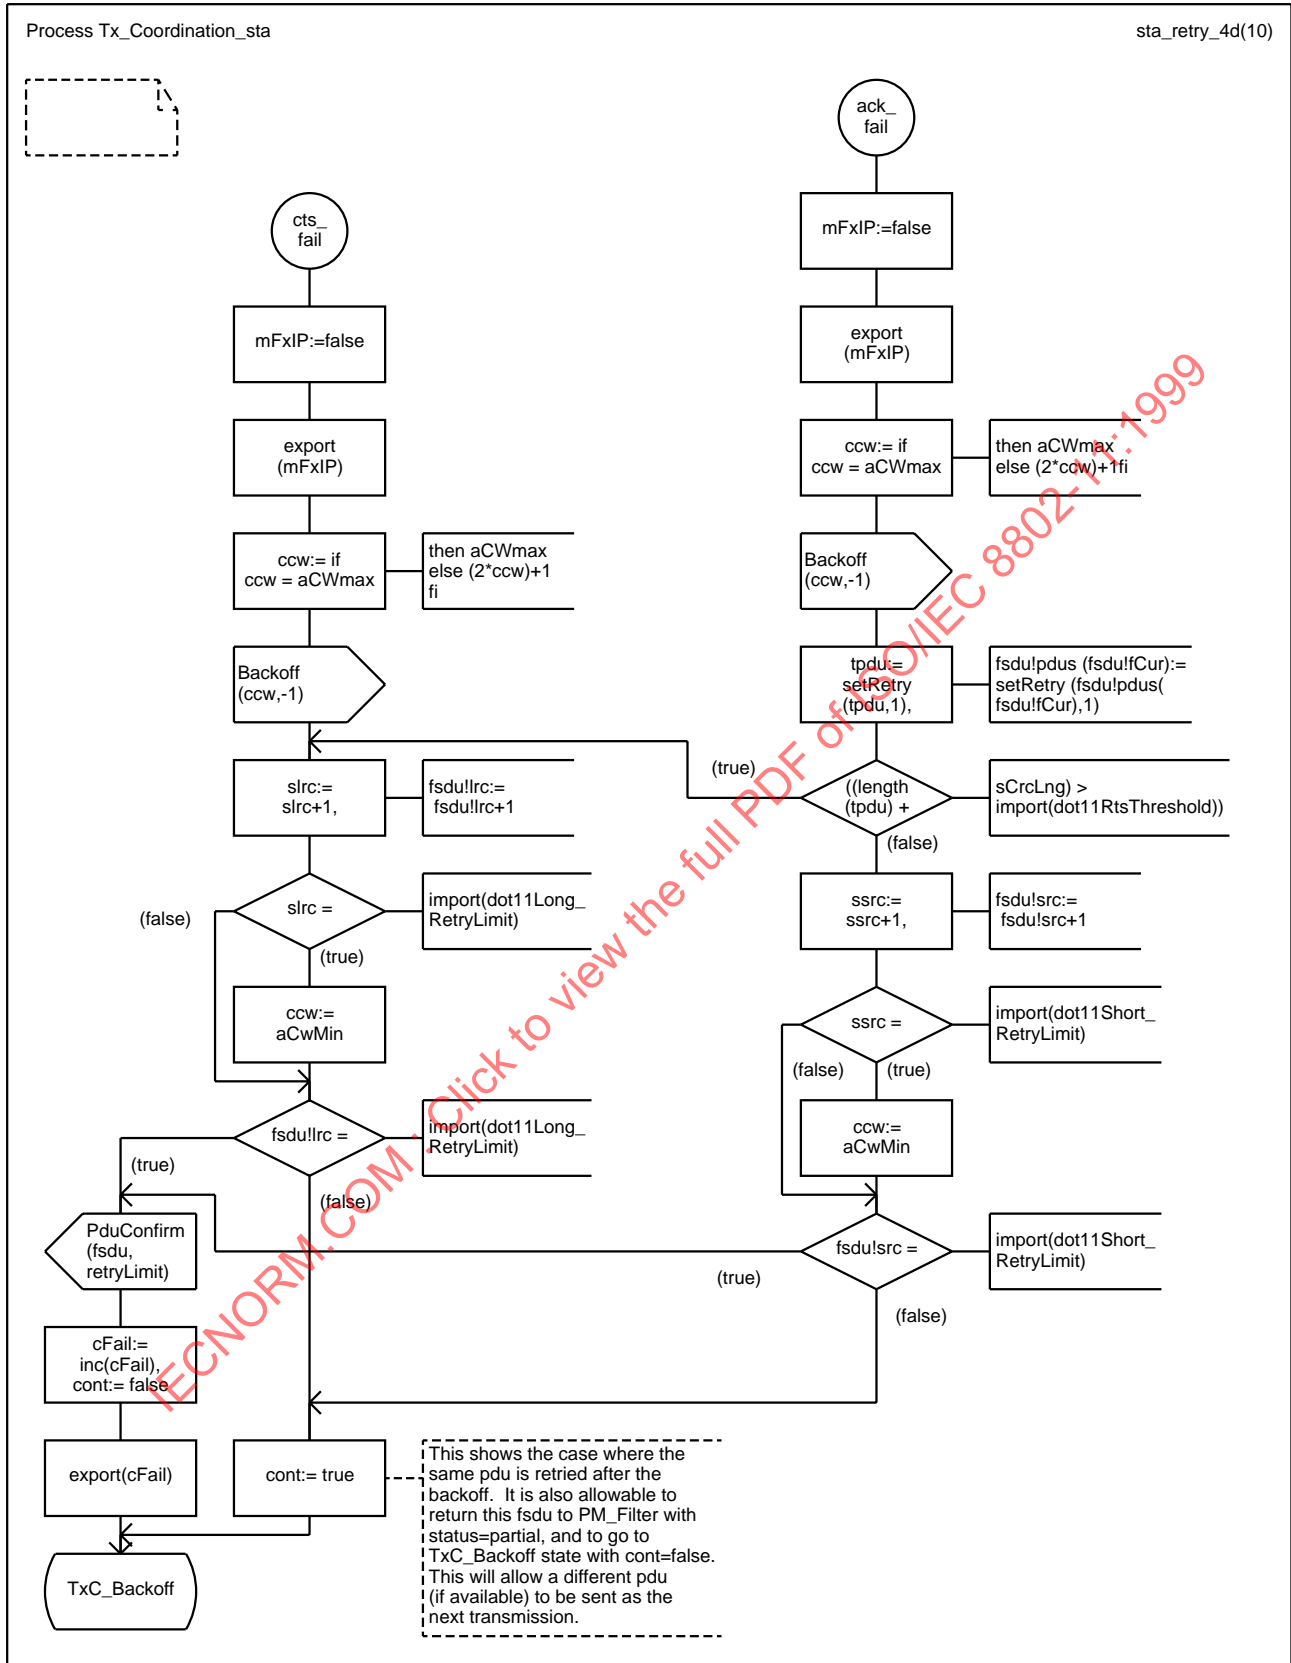 Process Tx_Coordination_sta
sta_retry_4d(10)
cts_
fail
mFxIP:=false
export
(mFxIP)
ccw:= if
ccw = aCWmax
then aCWmax
else (2*ccw)+1
fi
Backoff
(ccw,-1)
slrc:=
slrc+1,
fsdu!lrc:=
fsdu!lrc+1
slrc =
import(dot11Long_
RetryLimit)
(false)
(true)
ccw:=
aCwMin
fsdu!lrc =
import(dot11Long_
RetryLimit)
(true)
(false)
PduConfirm
(fsdu,
retryLimit)
cFail:=
inc(cFail),
cont:= false
export(cFail)
cont:= true
This shows the case where the
same pdu is retried after the
backoff.  It is also allowable to
return this fsdu to PM_Filter with
status=partial, and to go to
TxC_Backoff state with cont=false.
This will allow a different pdu
(if available) to be sent as the
next transmission.
TxC_Backoff
ack_
fail
mFxIP:=false
export
(mFxIP)
ccw:= if
ccw = aCWmax
then aCWmax
else (2*ccw)+1fi
Backoff
(ccw,-1)
tpdu:=
setRetry
(tpdu,1),
fsdu!pdus (fsdu!fCur):=
setRetry (fsdu!pdus(
fsdu!fCur),1)
(true)
((length
(tpdu) +
sCrcLng) >
import(dot11RtsThreshold))
(false)
ssrc:=
ssrc+1,
fsdu!src:=
fsdu!src+1
ssrc =
import(dot11Short_
RetryLimit)
(false)
(true)
ccw:=
aCwMin
fsdu!src =
import(dot11Short_
RetryLimit)
(true)
(false)
IECNORM.COM : Click to view the full PDF of ISO/IEC 8802-11:1999